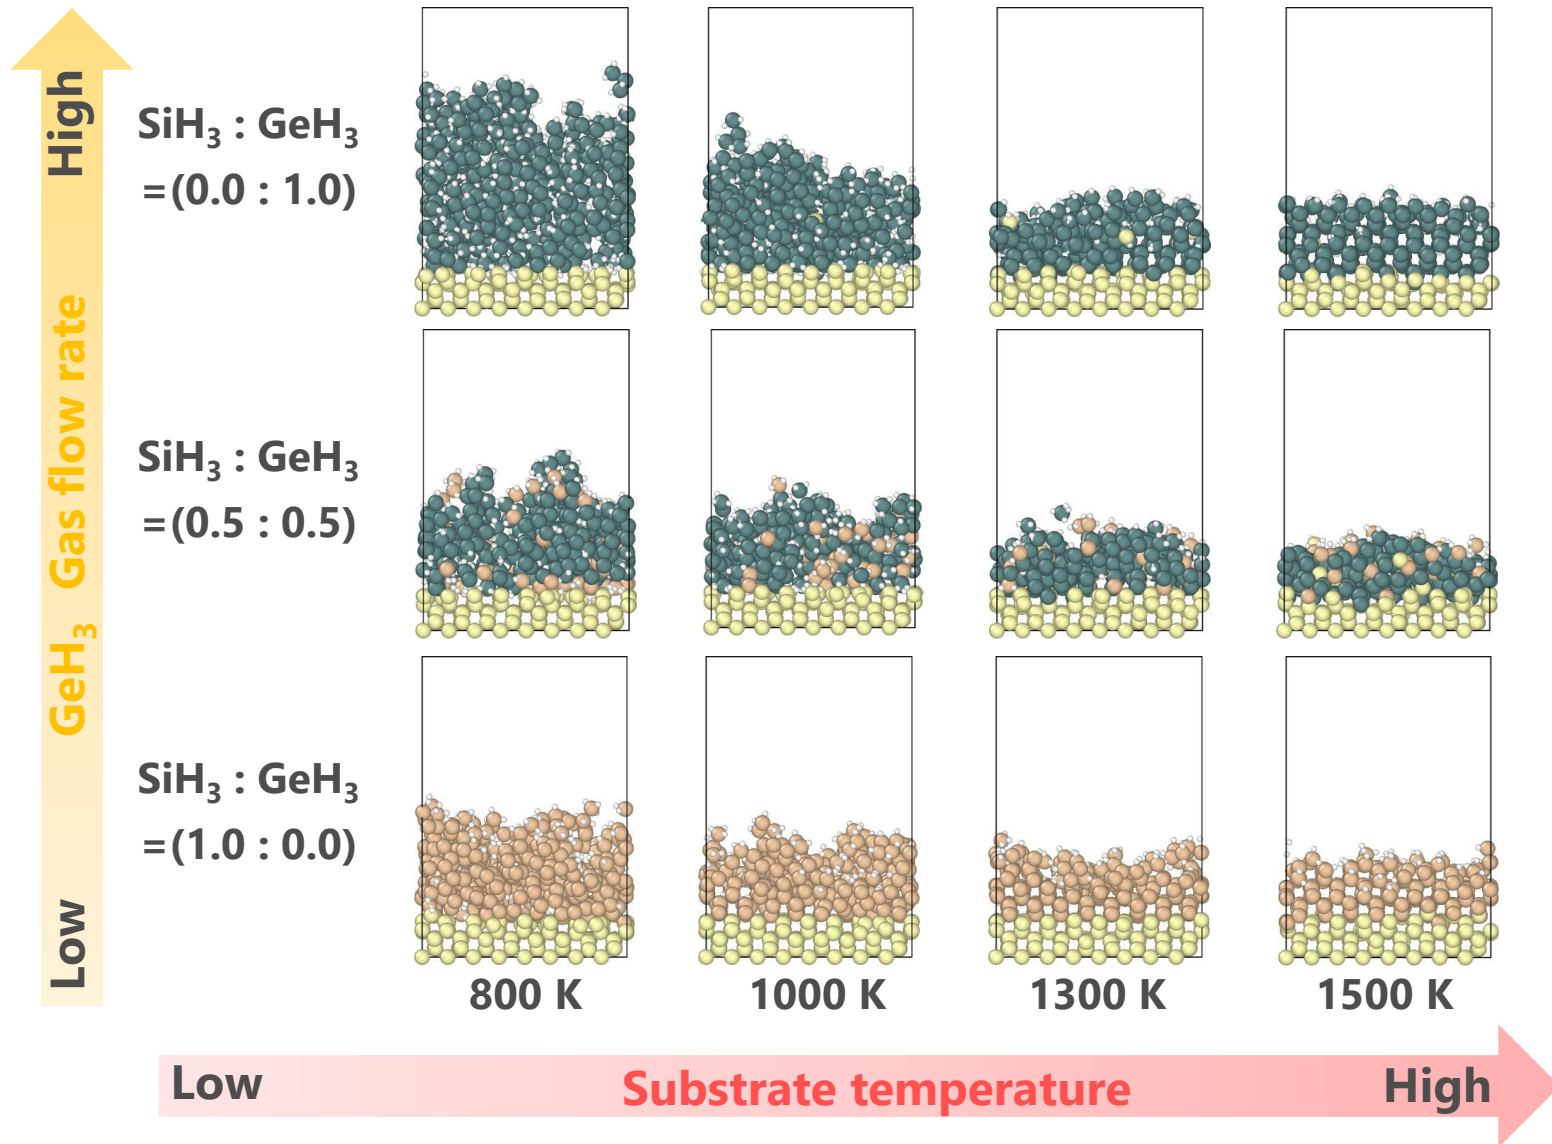 High
GeH₃ Gas flow rate
Low
SiH₃ : GeH₃
=(0.0 : 1.0)
SiH₃ : GeH₃
=(0.5 : 0.5)
SiH₃ : GeH₃
=(1.0 : 0.0)
800 K
1000 K
1300 K
1500 K
Low
Substrate temperature
High